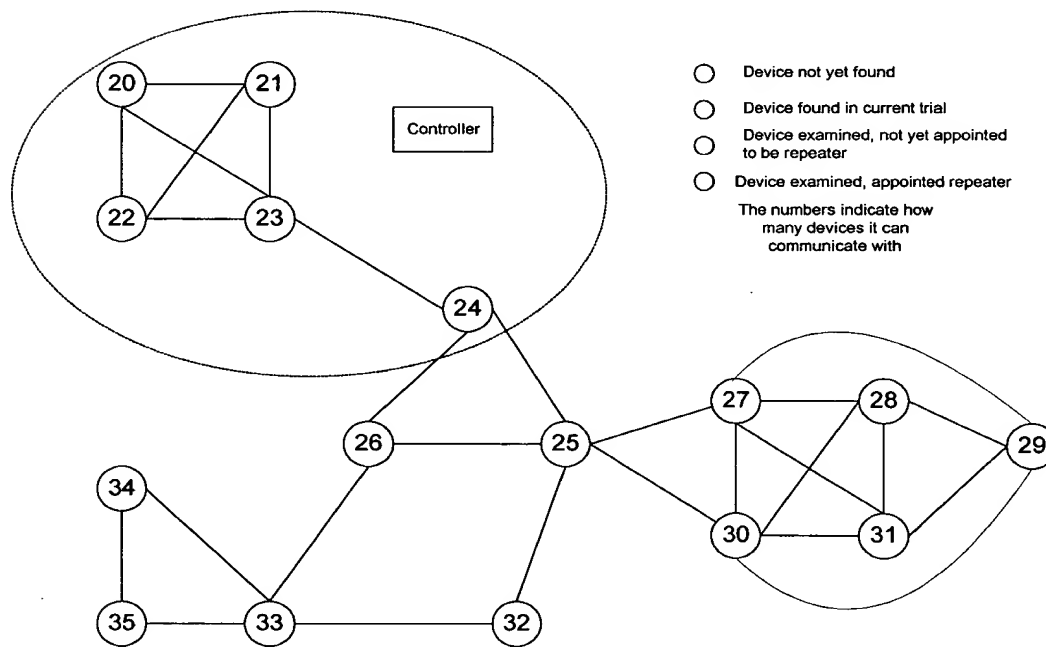 20
21
Controller
22
23
24
Device not yet found
Device found in current trial
Device examined, not yet appointed
to be repeater
Device examined, appointed repeater
The numbers indicate how
many devices it can
communicate with
27
28
29
26
25
30
31
34
35
33
32